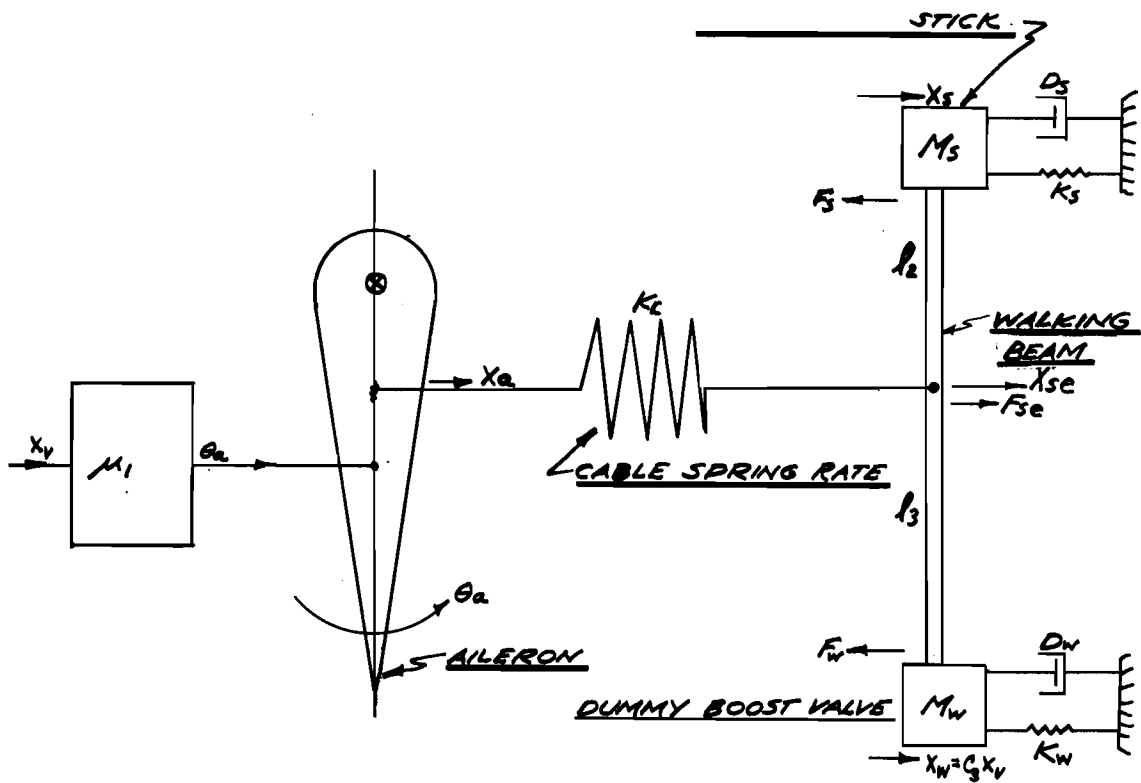 STICK
Xs
Ds
Ms
Ks
Fs
l2
Kc
WALKING
BEAM
Xa
Xse
Fse
Xv
μ1
θa
CABLE SPRING RATE
l3
θa
Fw
AILERON
Dw
DUMMY BOOST VALVE
Mw
Kw
Xw=C3Xv